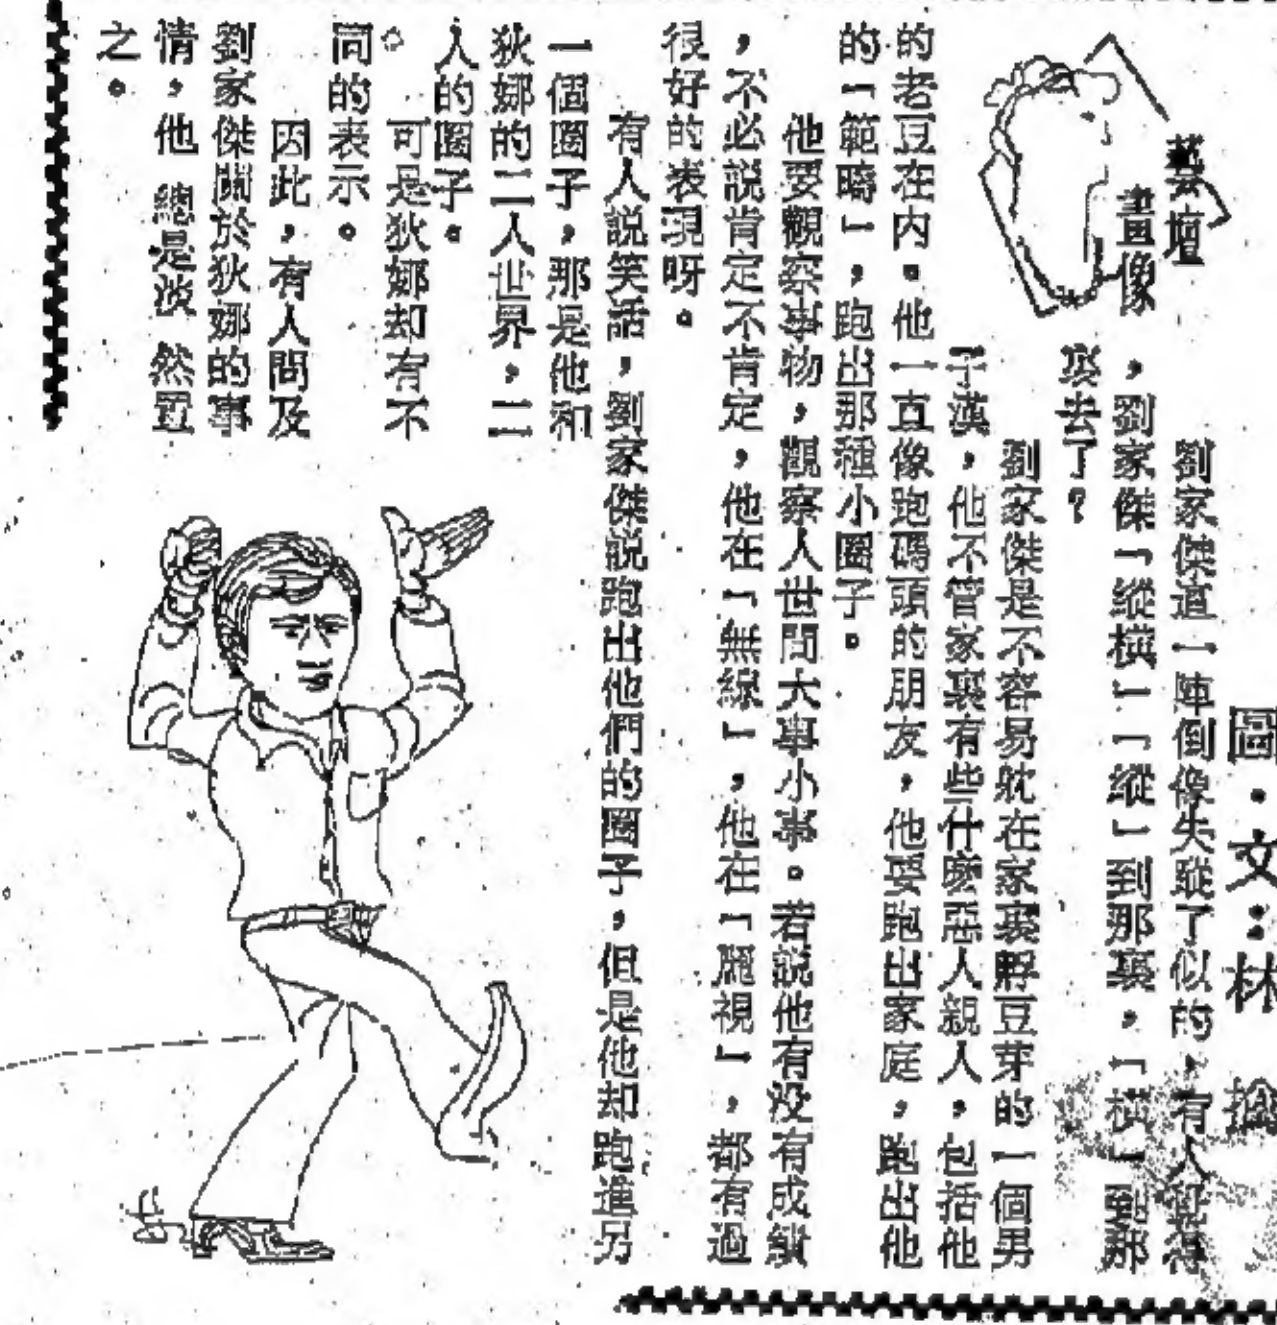 藝壇
畫像
圖・文：林
劉家傑這一陣倒像失踪了似的，有人
，劉家傑「縱橫」「縱」到那裏，「橫」到那
裏去了？
劉家傑是不容易躭在家裏孵豆芽的一個男
子漢，他不管家裏有些什麽惡人親人，包括他
的老豆在内。他一直像跑碼頭的朋友，他要跑出家庭，跑出他
的「範疇」，跑出那種小圈子。
他要觀察事物，觀察人世間大事小事。若説他有没有成績
，不必説肯定不肯定，他在「無線」，他在「麗視」，都有過
很好的表現呀。
有人説笑話，劉家傑説跑出他們的圈子，但是他却跑進另
一個圈子，那是他和
狄娜的二人世界，二
人的圈子。
。可是狄娜却有不
同的表示。
因此，有人問及
劉家傑關於狄娜的事
情，他總是淡然置
之。